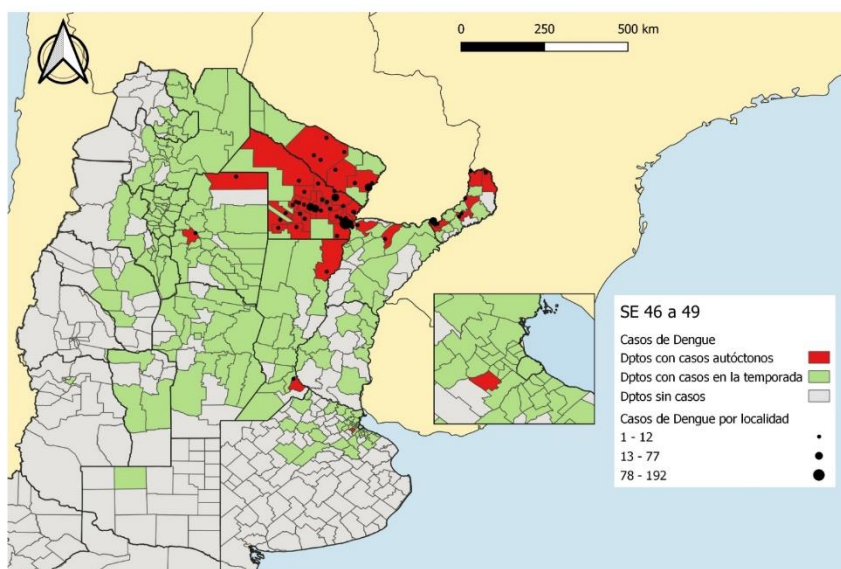 0 250 500 km
SE 46 a 49
Casos de Dengue
Dptos con casos autóctonos
Dptos con casos en la temporada
Dptos sin casos
Casos de Dengue por localidad
1 - 12
13 - 77
78 - 192